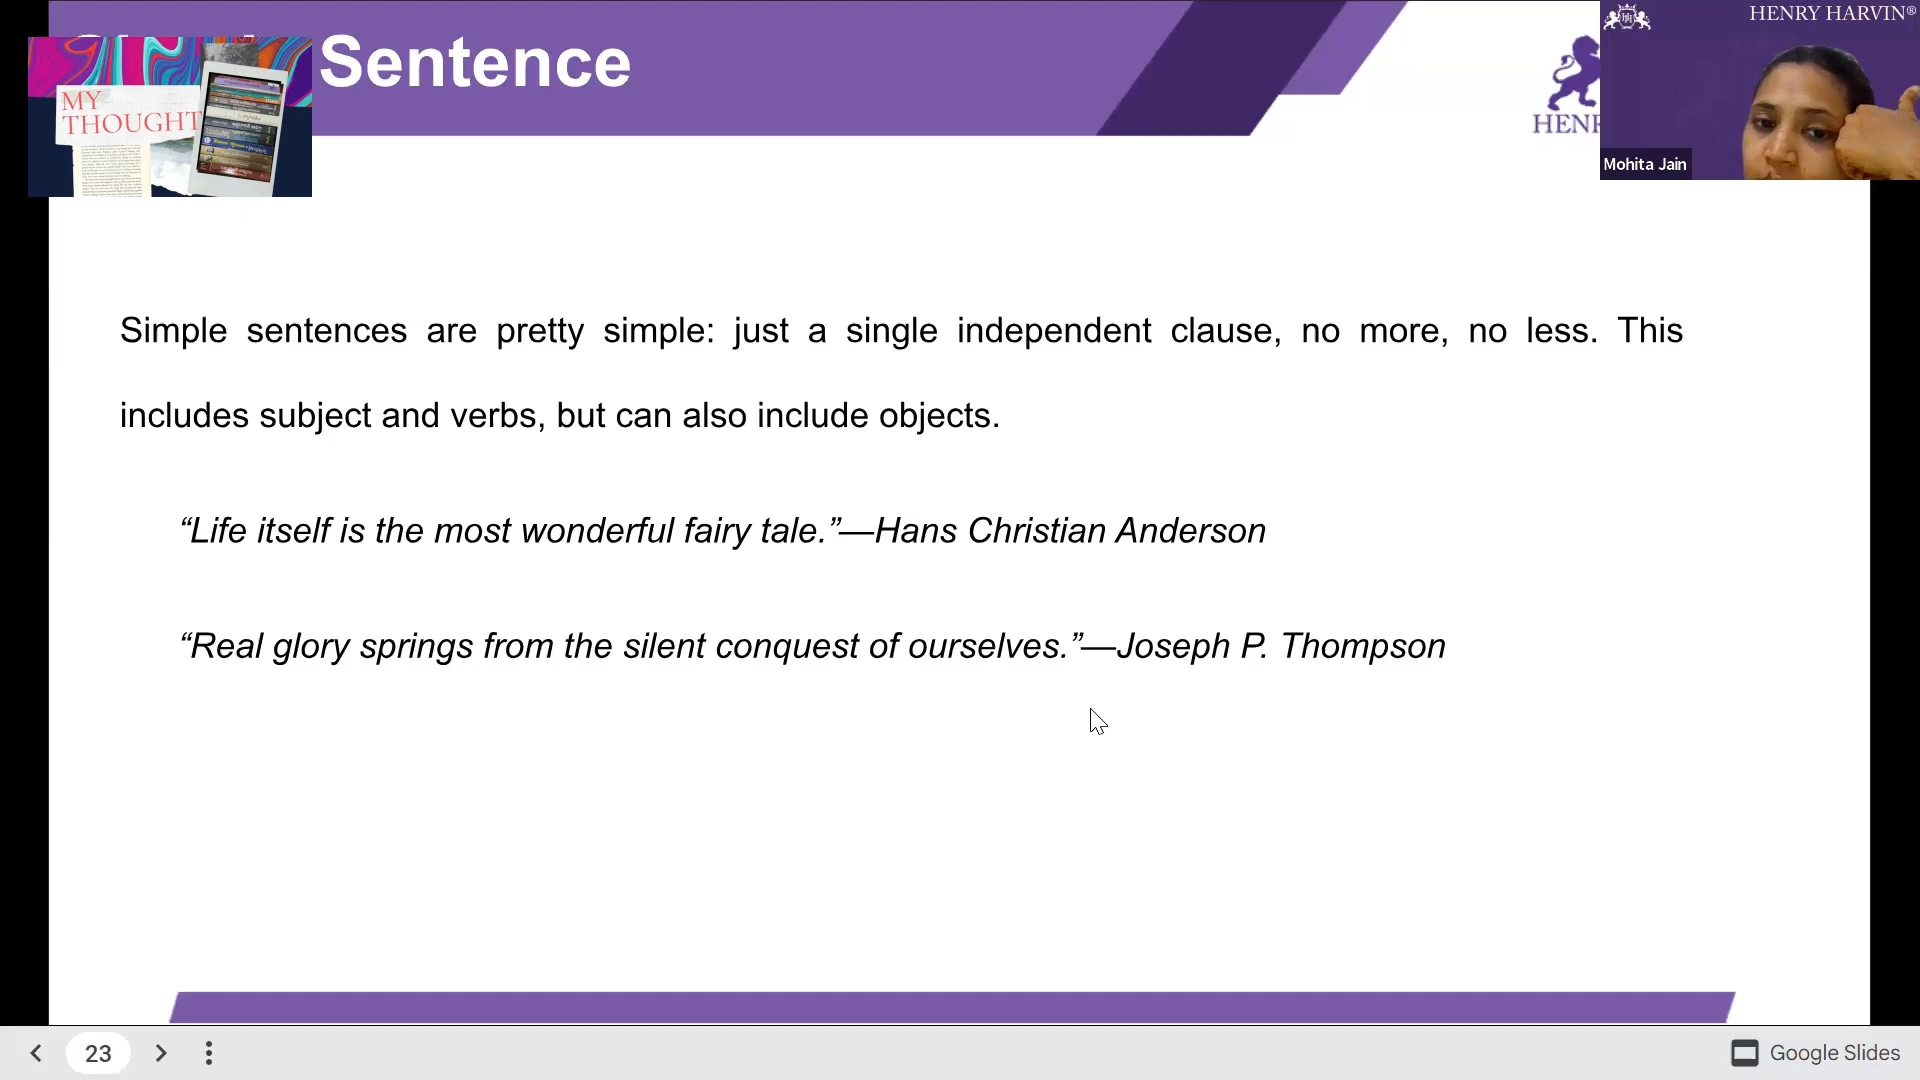 Sentence
MY
THOUGHT
HENRY HARVIN®
HENR
Mohita Jain
Simple sentences are pretty simple: just a single independent clause, no more, no less. This
includes subject and verbs, but can also include objects.
“Life itself is the most wonderful fairy tale.”—Hans Christian Anderson
“Real glory springs from the silent conquest of ourselves.”—Joseph P. Thompson
23
Google Slides